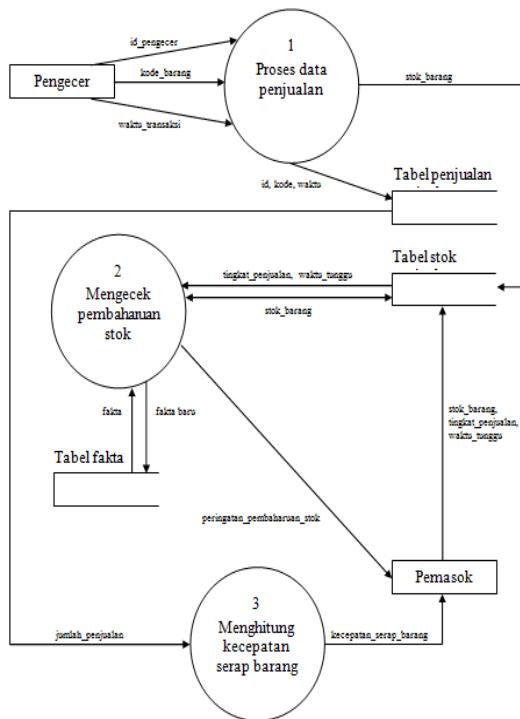 id_pengecer
Pengecer
kode_barang
waktu_transaksi
1
Proses data
penjualan
stok_barang
id, kode, waktu
Tabel penjualan
Tabel stok
2
Mengecek
pembaharuan
stok
tingkat_penjualan, waktu_tunggu
stok_barang
fakta
fakta baru
Tabel fakta
stok_barang,
tingkat_penjualan,
waktu_tunggu
peringatan_pembaharuan_stok
Pemasok
3
Menghitung
kecepatan
serap barang
jumlah_penjualan
kecepatan_serap_barang